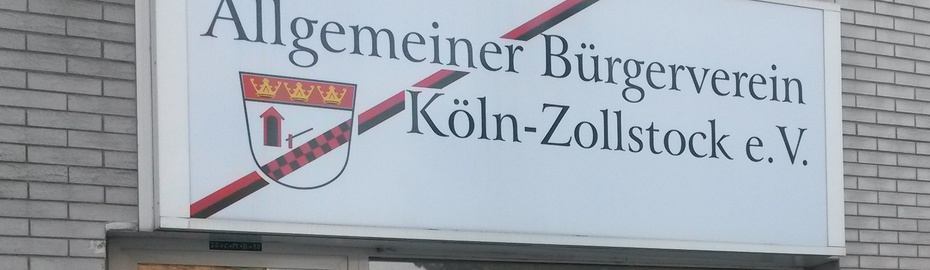 Allgemeiner Bürgerverein
Köln-Zollstock e.V.